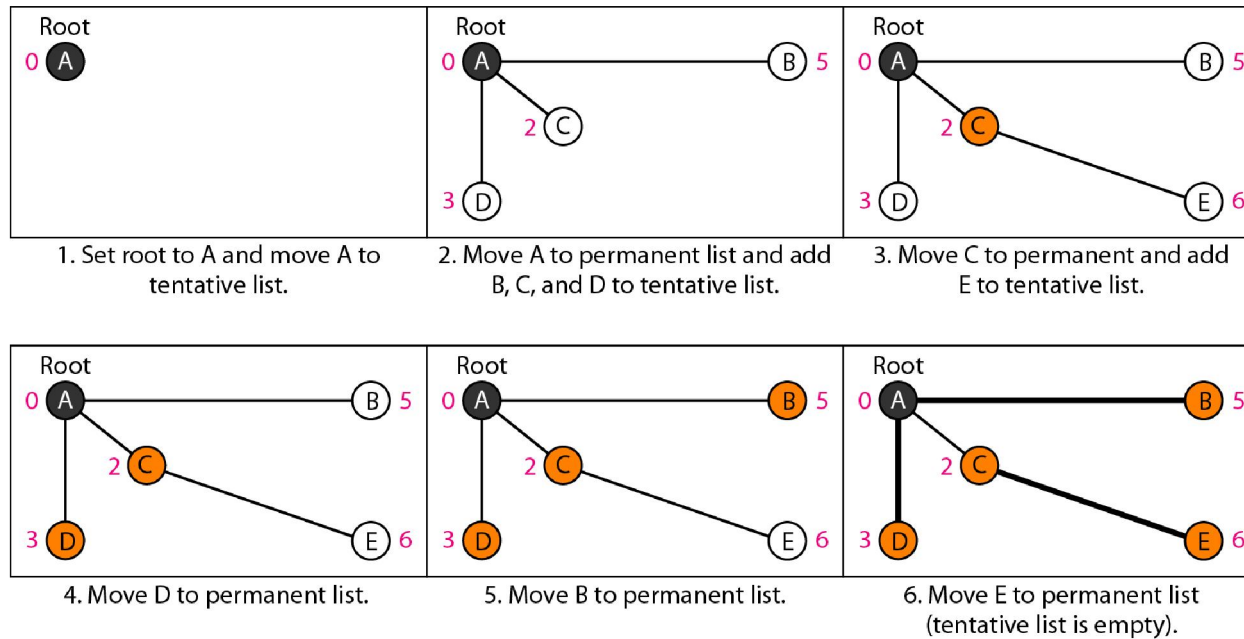 Root
0 A
1. Set root to A and move A to
tentative list.
Root
0 A B 5
2 C
3 D
2. Move A to permanent list and add
B, C, and D to tentative list.
Root
0 A B 5
2 C
3 D E 6
3. Move C to permanent and add
E to tentative list.
Root
0 A B 5
2 C
3 D E 6
4. Move D to permanent list.
Root
0 A B 5
2 C
3 D E 6
5. Move B to permanent list.
Root
0 A B 5
2 C
3 D E 6
6. Move E to permanent list
(tentative list is empty).